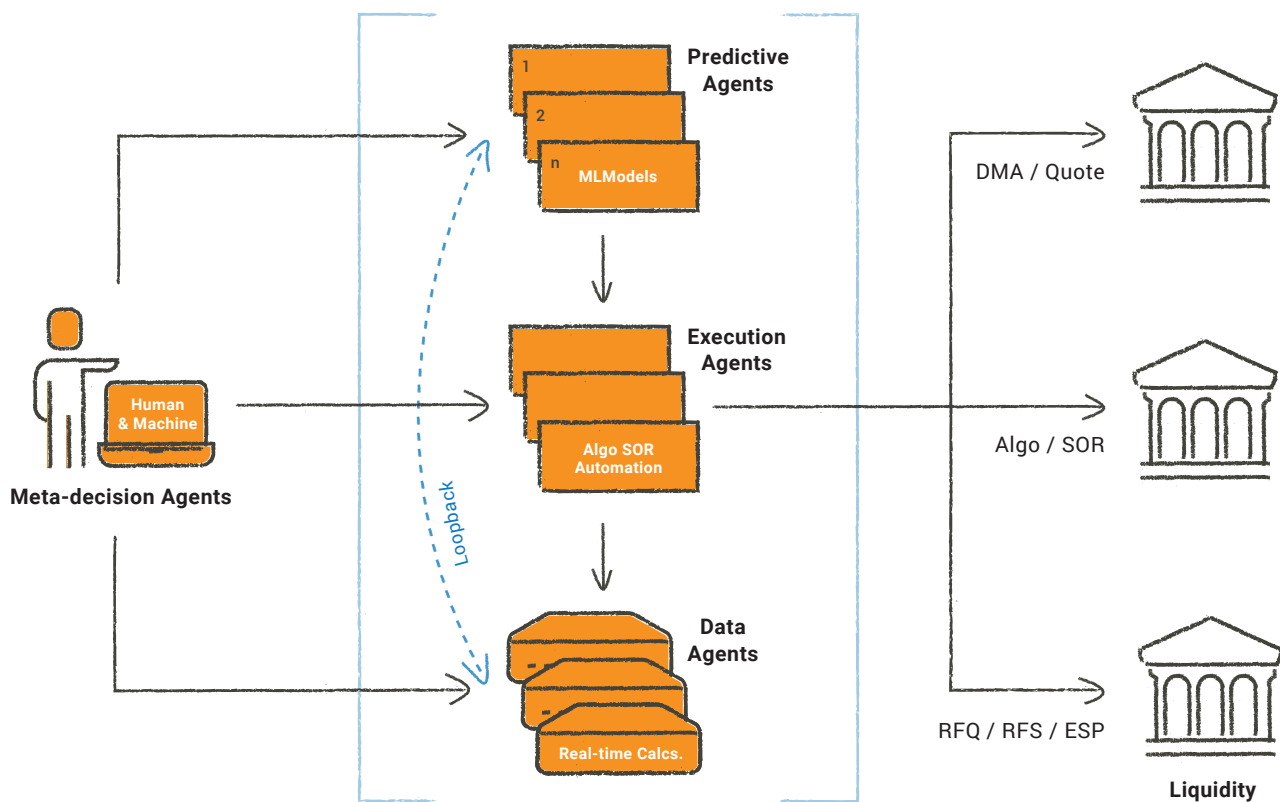 1
2
n
MLModels
Predictive
Agents
DMA / Quote
Human
& Machine
Meta-decision Agents
Execution
Agents
Algo SOR
Automation
Algo / SOR
Loopback
Data
Agents
Real-time Calcs.
RFQ / RFS / ESP
Liquidity